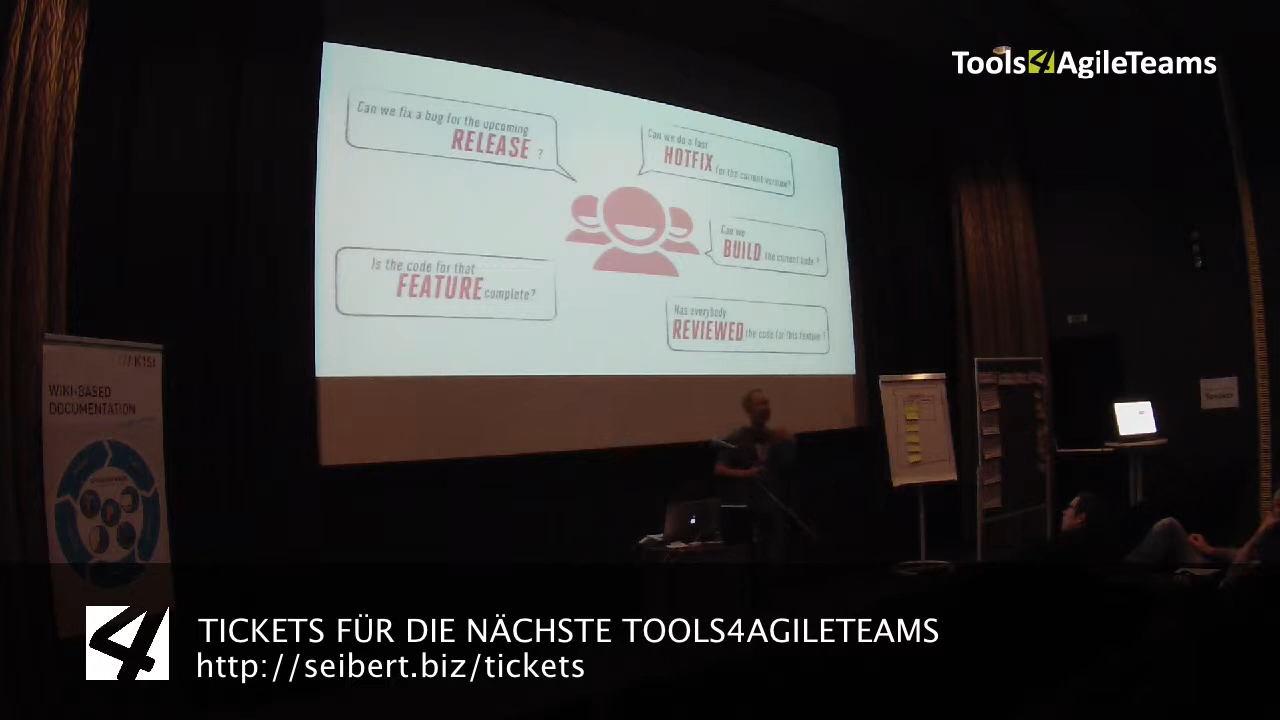 Tools4AgileTeams
Can we fix a bug for the upcoming
RELEASE ?
Can we do a fast
HOTFIX for the current version?
Can we
BUILD the current code?
Is the code for that
FEATURE complete?
Has everybody
REVIEWED the code for this feature?
K15t
WIKI-BASED
DOCUMENTATION
TICKETS FÜR DIE NÄCHSTE TOOLS4AGILETEAMS
http://seibert.biz/tickets